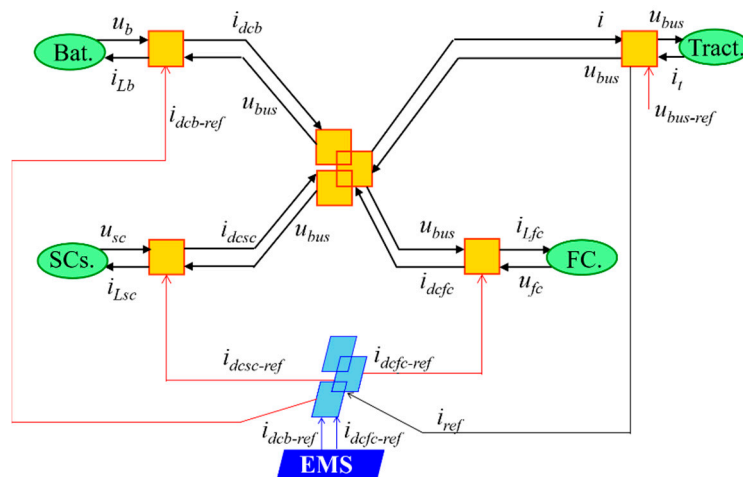 u_b
i_dcb
i
u_bus
Bat.
Tract.
i_Lb
u_bus
u_bus
i_t
i_dcb-ref
u_bus-ref
u_sc
i_dcsc
u_bus
i_Lfc
SCs.
u_bus
FC.
i_Lsc
i_dcfc
u_fc
i_dcsc-ref
i_dcfc-ref
i_ref
i_dcb-ref
i_dcfc-ref
EMS